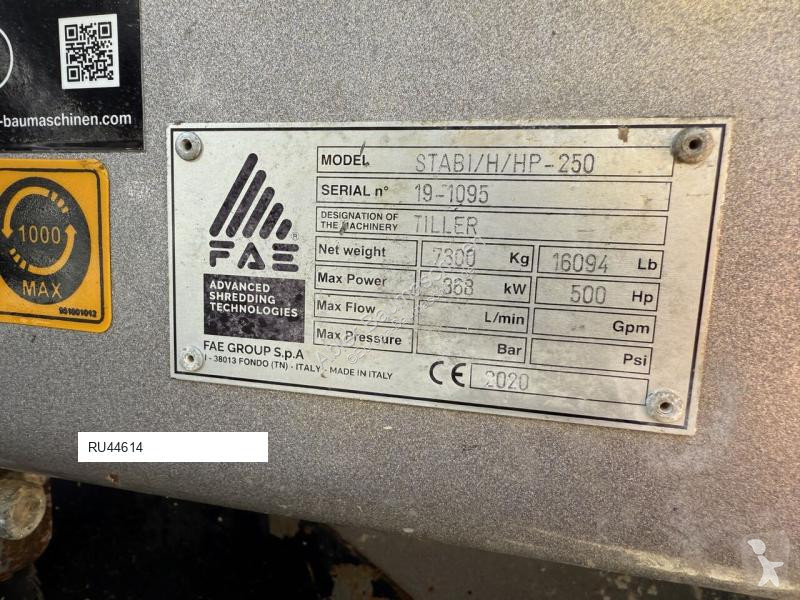 -baumaschinen.com
1000
MAX
951001012
FAE®
ADVANCED
SHREDDING
TECHNOLOGIES
FAE GROUP S.p.A
I - 38013 FONDO (TN) - ITALY - MADE IN ITALY
MODEL STABI/H/HP-250
SERIAL n° 19-1095
DESIGNATION OF
THE MACHINERY TILLER
Net weight 7300 Kg 16094 Lb
Max Power 368 kW 500 Hp
Max Flow L/min Gpm
Max Pressure Bar Psi
CE 2020
RU44614